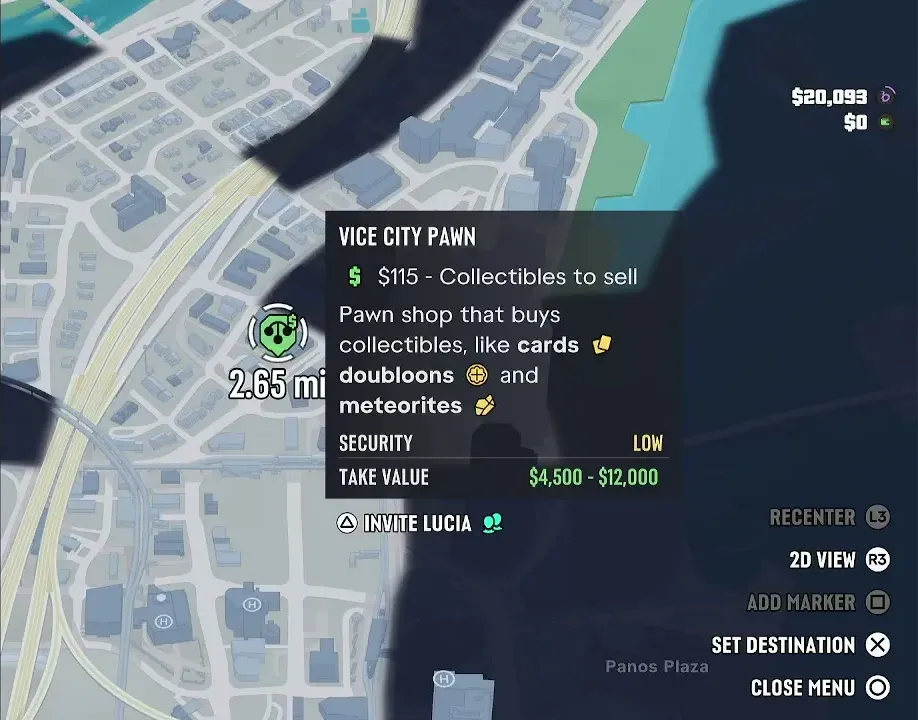 $20,093
$0
VICE CITY PAWN
$ $115 - Collectibles to sell
Pawn shop that buys
collectibles, like cards
doubloons and
meteorites
SECURITY LOW
TAKE VALUE $4,500 - $12,000
2.65 mi
INVITE LUCIA
H
H
H
Panos Plaza
RECENTER L3
2D VIEW R3
ADD MARKER
SET DESTINATION
CLOSE MENU